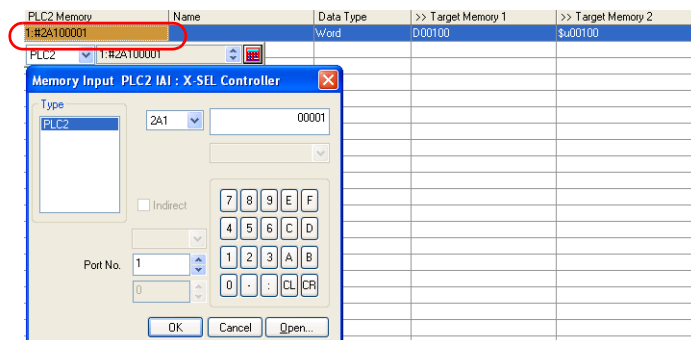 PLC2 Memory Name Data Type >> Target Memory 1 >> Target Memory 2
1:#2A100001 Word D00100 $u00100
PLC2 1:#2A100001
Memory Input PLC2 IAI : X-SEL Controller
Type
PLC2
2A1 00001
Indirect
7 8 9 E F
4 5 6 C D
1 2 3 A B
0 - : CL CR
Port No. 1
0
OK Cancel Open...